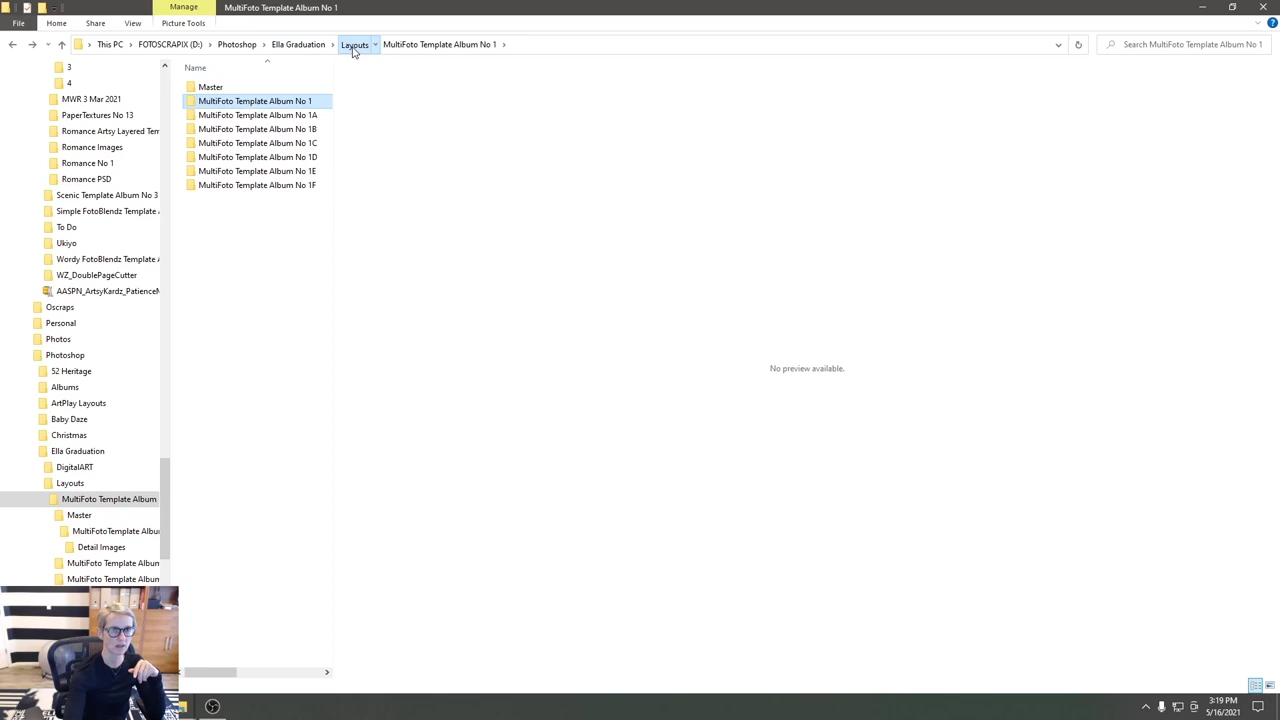 Manage
MultiFoto Template Album No 1
File
Home
Share
View
Picture Tools
This PC
FOTOSCRAPIX (D:)
Photoshop
Ella Graduation
Layouts
MultiFoto Template Album No 1
Search MultiFoto Template Album No 1
3
4
MWR 3 Mar 2021
PaperTextures No 13
Romance Artsy Layered Tem
Romance Images
Romance No 1
Romance PSD
Scenic Template Album No 3
Simple FotoBlendz Template A
To Do
Ukiyo
Wordy FotoBlendz Template A
WZ_DoublePageCutter
AASPN_ArtsyKardz_PatienceM
Oscraps
Personal
Photos
Photoshop
52 Heritage
Albums
ArtPlay Layouts
Baby Daze
Christmas
Ella Graduation
DigitalART
Layouts
MultiFoto Template Album
Master
MultiFotoTemplate Albu
Detail Images
MultiFoto Template Album
MultiFoto Template Album
Name
Master
MultiFoto Template Album No 1
MultiFoto Template Album No 1A
MultiFoto Template Album No 1B
MultiFoto Template Album No 1C
MultiFoto Template Album No 1D
MultiFoto Template Album No 1E
MultiFoto Template Album No 1F
No preview available.
3:19 PM
5/16/2021